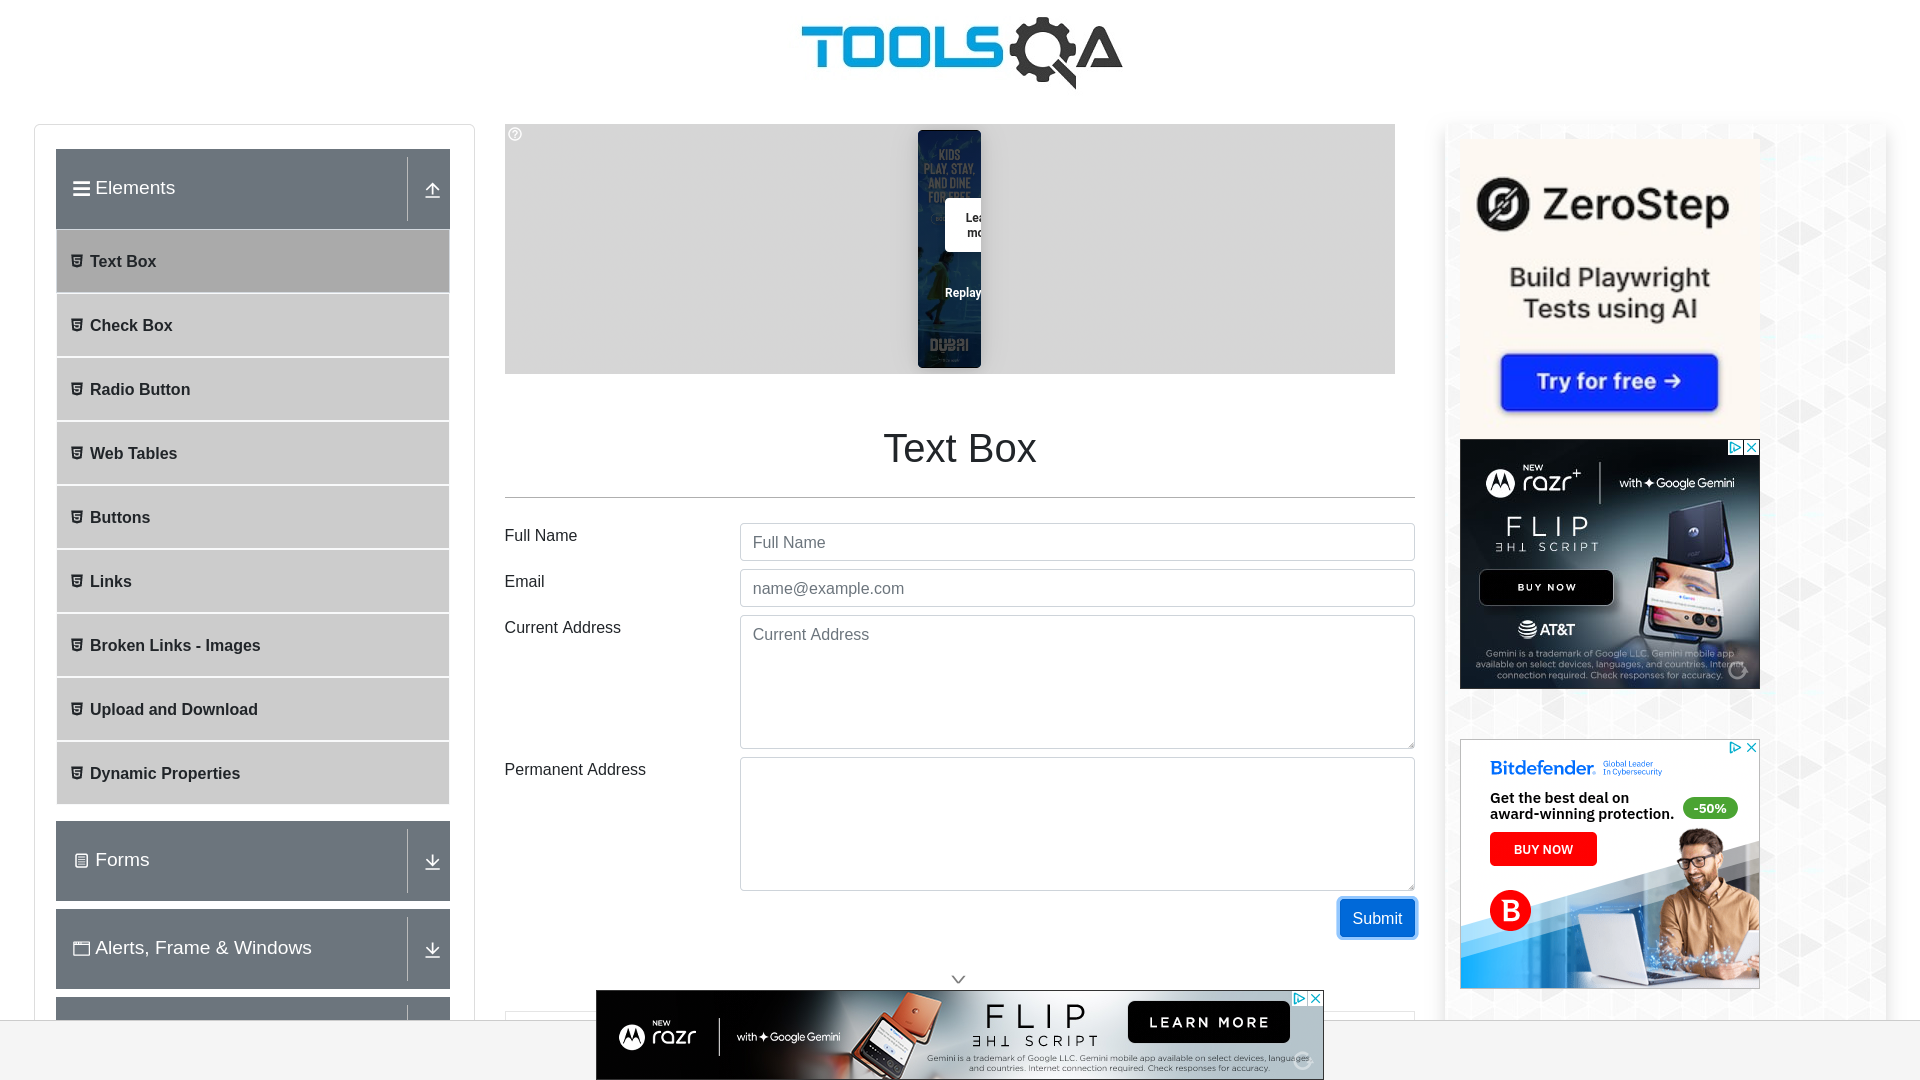 TOOLSQA
Elements
Text Box
Check Box
Radio Button
Web Tables
Buttons
Links
Broken Links - Images
Upload and Download
Dynamic Properties
Forms
Alerts, Frame & Windows
KIDS
PLAY, STAY,
AND DINE
FOR FREE
Lea
mo
Replay
DUBAI
Text Box
Full Name
Full Name
Email
name@example.com
Current Address
Current Address
Permanent Address
Submit
ZeroStep
Build Playwright
Tests using AI
Try for free →
NEW
razr+
with Google Gemini
FLIP
THE SCRIPT
BUY NOW
AT&T
Gemini is a trademark of Google LLC. Gemini mobile app
available on select devices, languages, and countries. Internet
connection required. Check responses for accuracy.
Bitdefender
Global Leader
In Cybersecurity
Get the best deal on
award-winning protection.
-50%
BUY NOW
B
NEW
razr
with Google Gemini
FLIP
THE SCRIPT
LEARN MORE
Gemini is a trademark of Google LLC. Gemini mobile app available on select devices, languages,
and countries. Internet connection required. Check responses for accuracy.